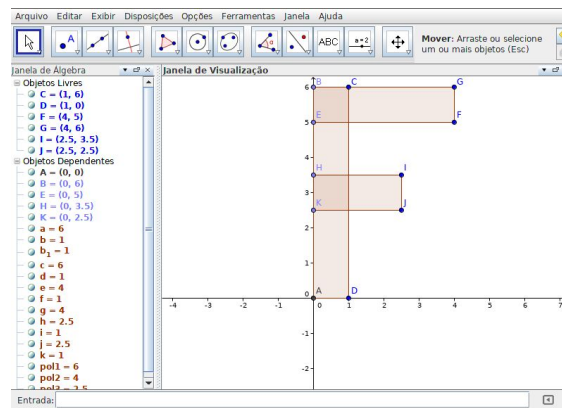 Arquivo Editar Exibir Disposições Opções Ferramentas Janela Ajuda
A
ABC
a=2
Mover: Arraste ou selecione
um ou mais objetos (Esc)
Janela de Álgebra
Objetos Livres
C = (1, 6)
D = (1, 0)
F = (4, 5)
G = (4, 6)
I = (2.5, 3.5)
J = (2.5, 2.5)
Objetos Dependentes
A = (0, 0)
B = (0, 6)
E = (0, 5)
H = (0, 3.5)
K = (0, 2.5)
a = 6
b = 1
b1 = 1
c = 6
d = 1
e = 4
f = 1
g = 4
h = 2.5
i = 1
j = 2.5
k = 1
pol1 = 6
pol2 = 4
pol3 = 2.5
Janela de Visualização
6 B C G
5 E F
4
H I
3
K J
2
1
0 A D
-4 -3 -2 -1 0 1 2 3 4 5 6 7
-1
-2
Entrada: